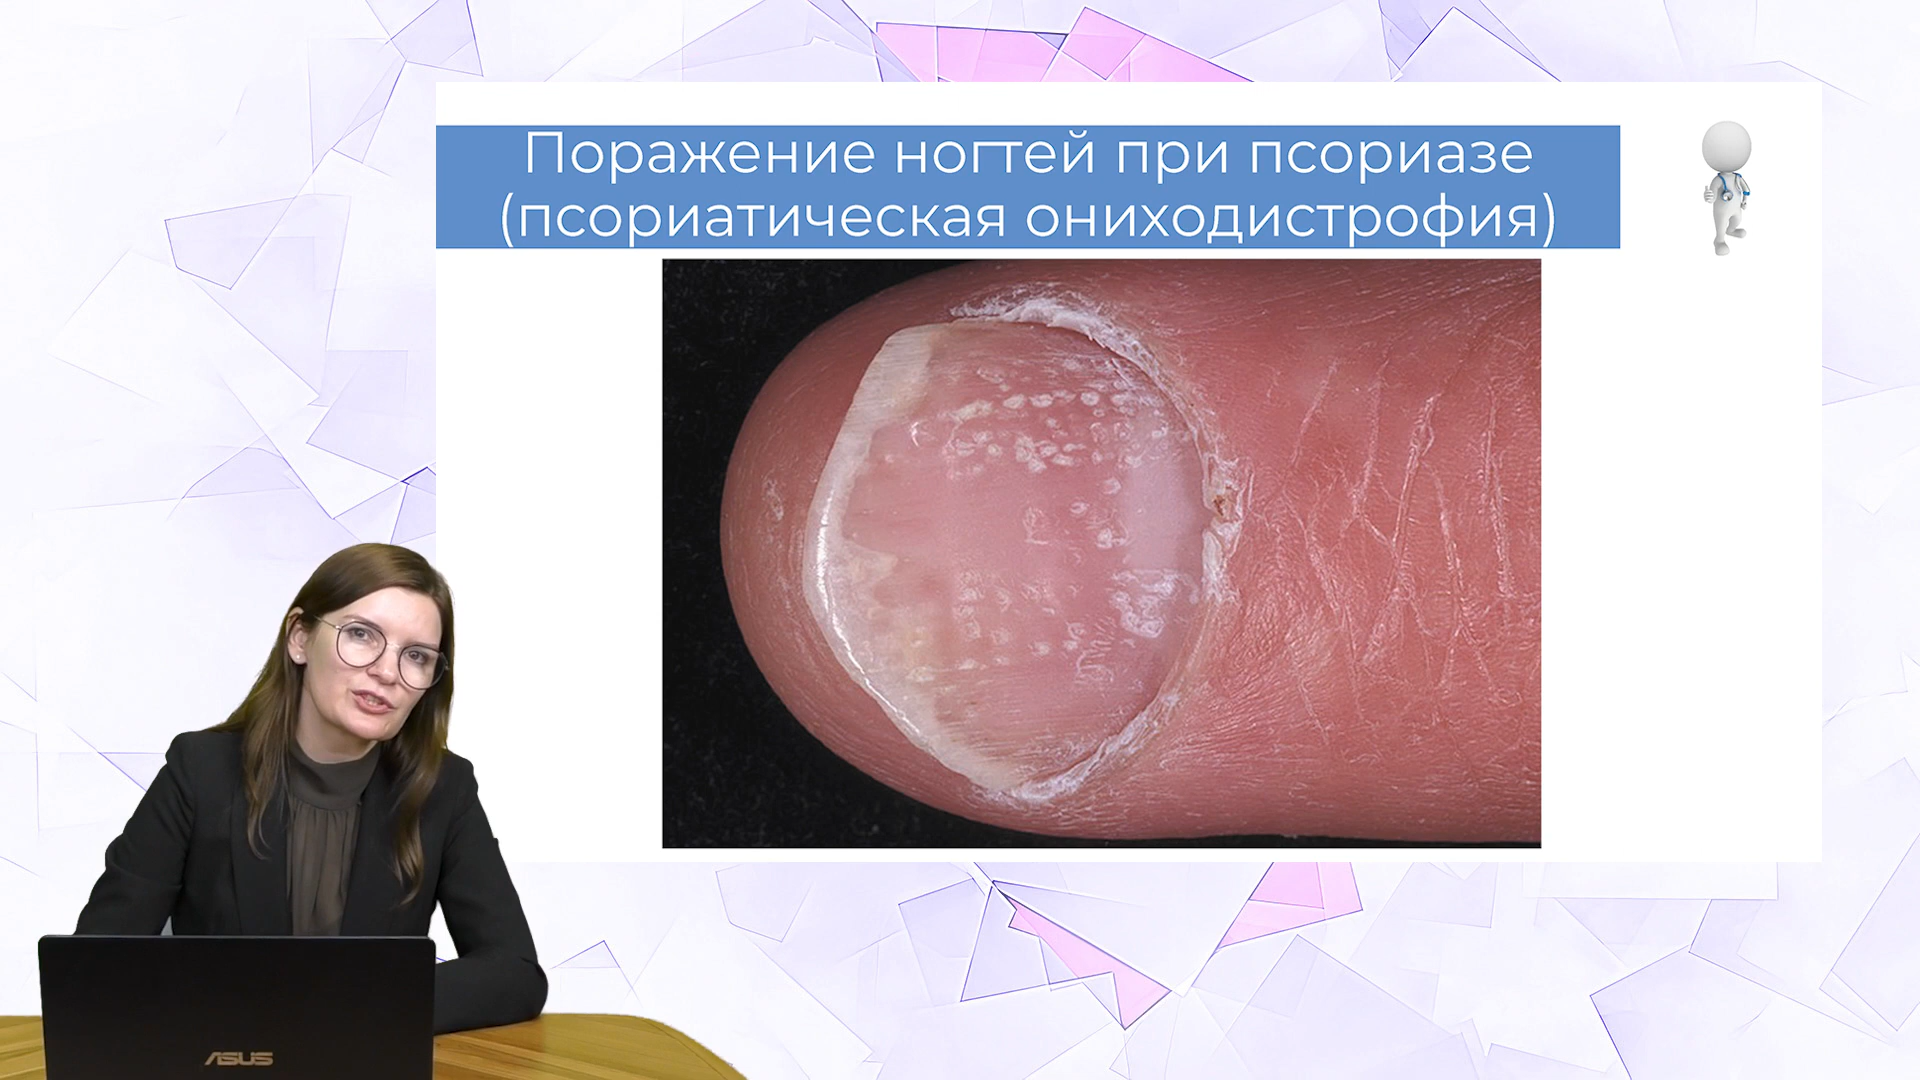 Поражение ногтей при псориазе
(псориатическая ониходистрофия)
ASUS